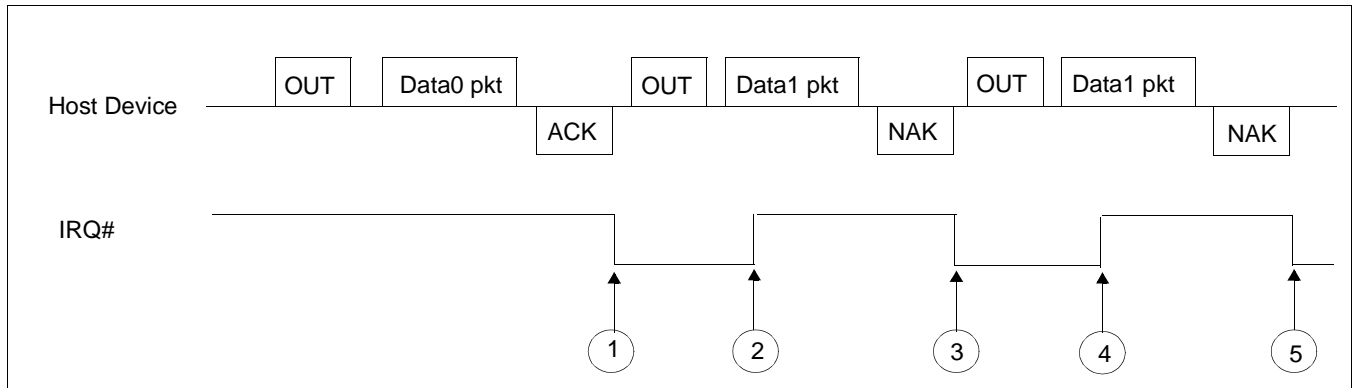 OUT Data0 pkt OUT Data1 pkt OUT Data1 pkt
Host Device
ACK NAK NAK
IRQ#
1 2 3 4 5